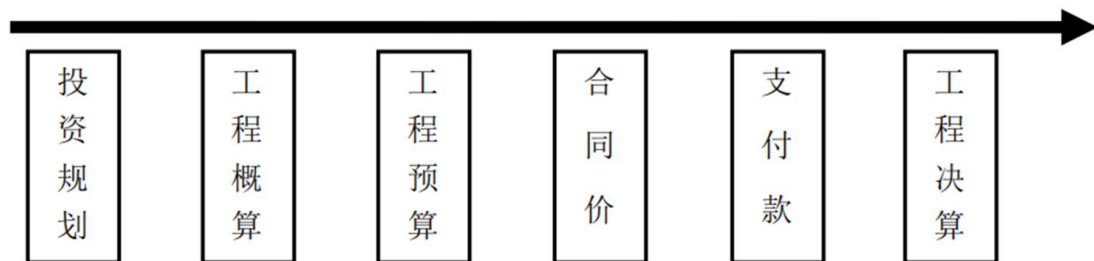 投资规划
工程概算
工程预算
合同价
支付款
工程决算